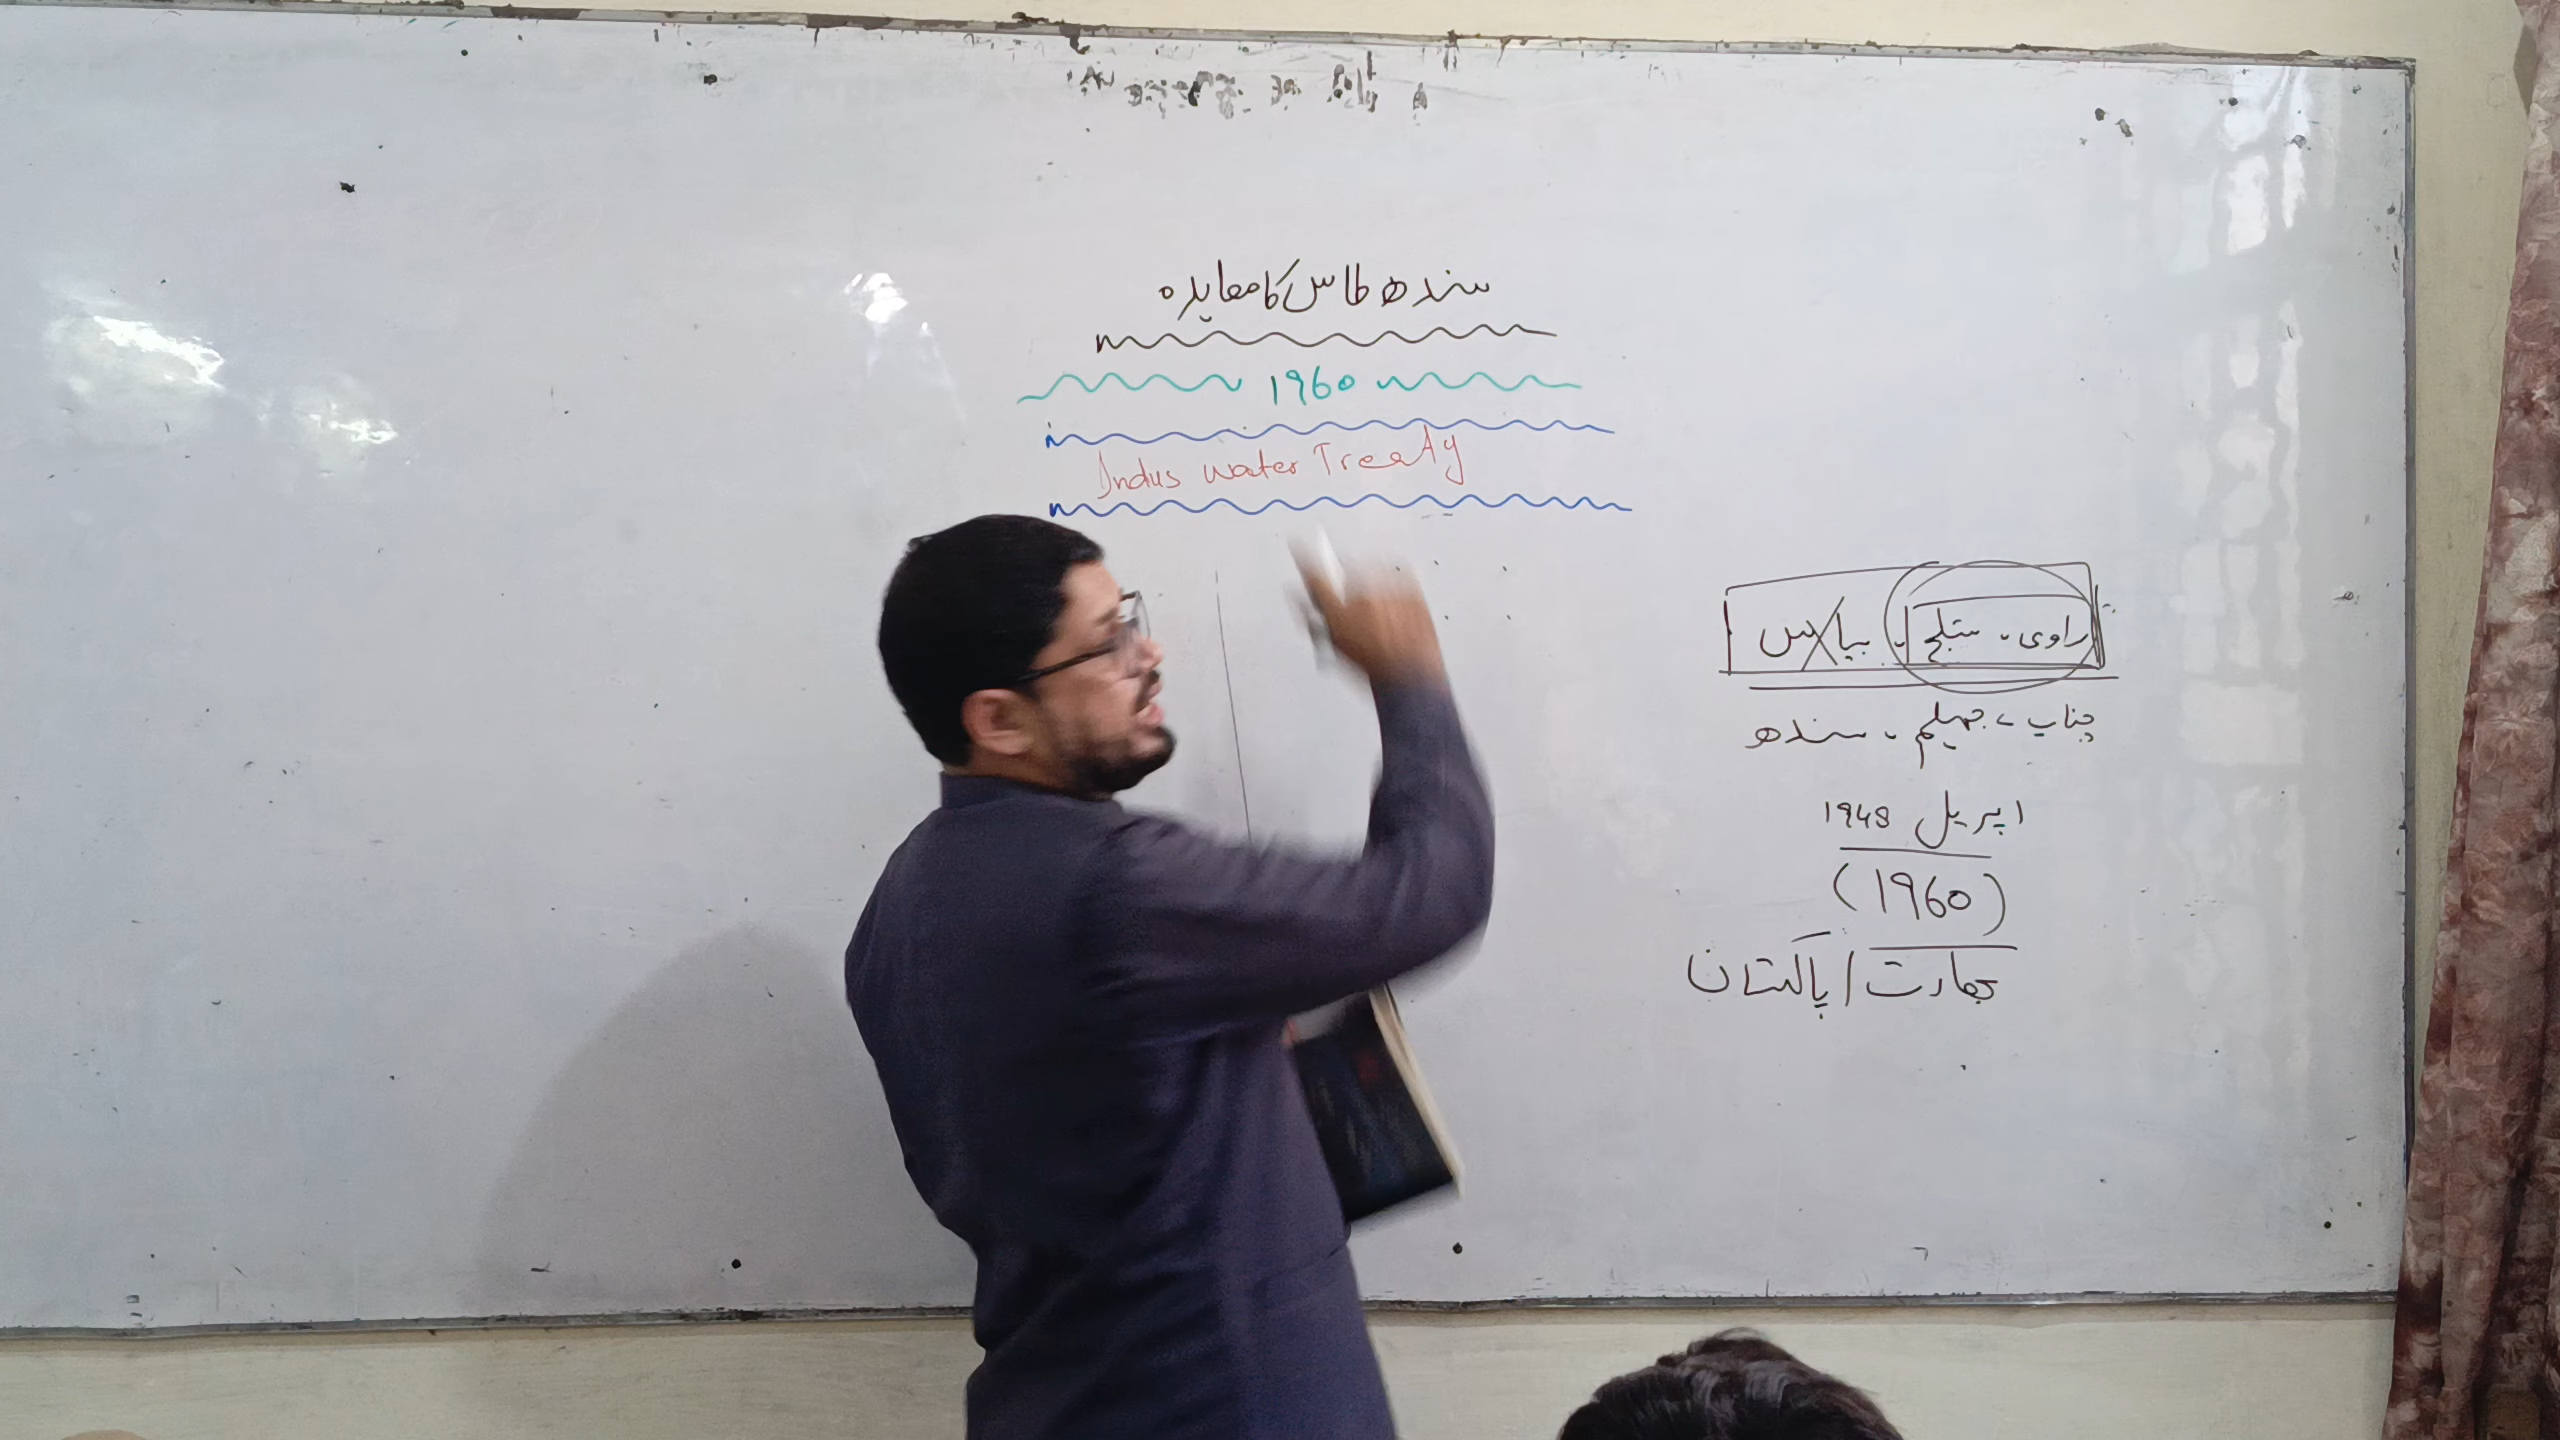 سندھ طاس کا معاہدہ
1960
Indus water Treaty
راوی، ستلج، بیاس
چناب، جہلم، سندھ
اپریل 1948
(1960)
بھارت / پاکستان